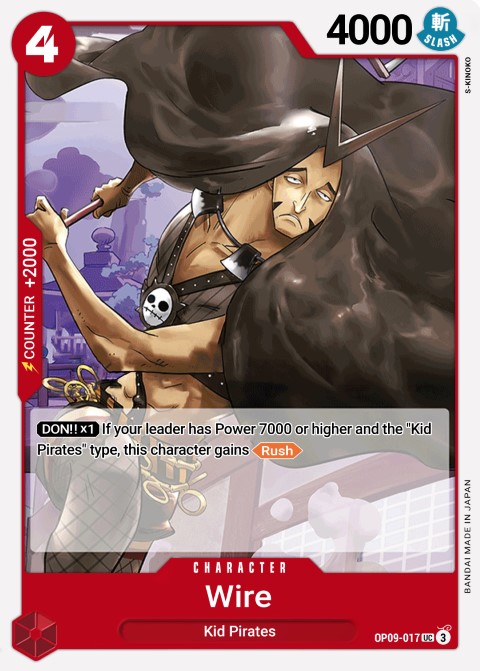 4
4000
斬
SLASH
S-KINOKO
COUNTER +2000
DON!!x1 If your leader has Power 7000 or higher and the "Kid
Pirates" type, this character gains Rush
BANDAI MADE IN JAPAN
CHARACTER
Wire
Kid Pirates
OP09-017 UC 3